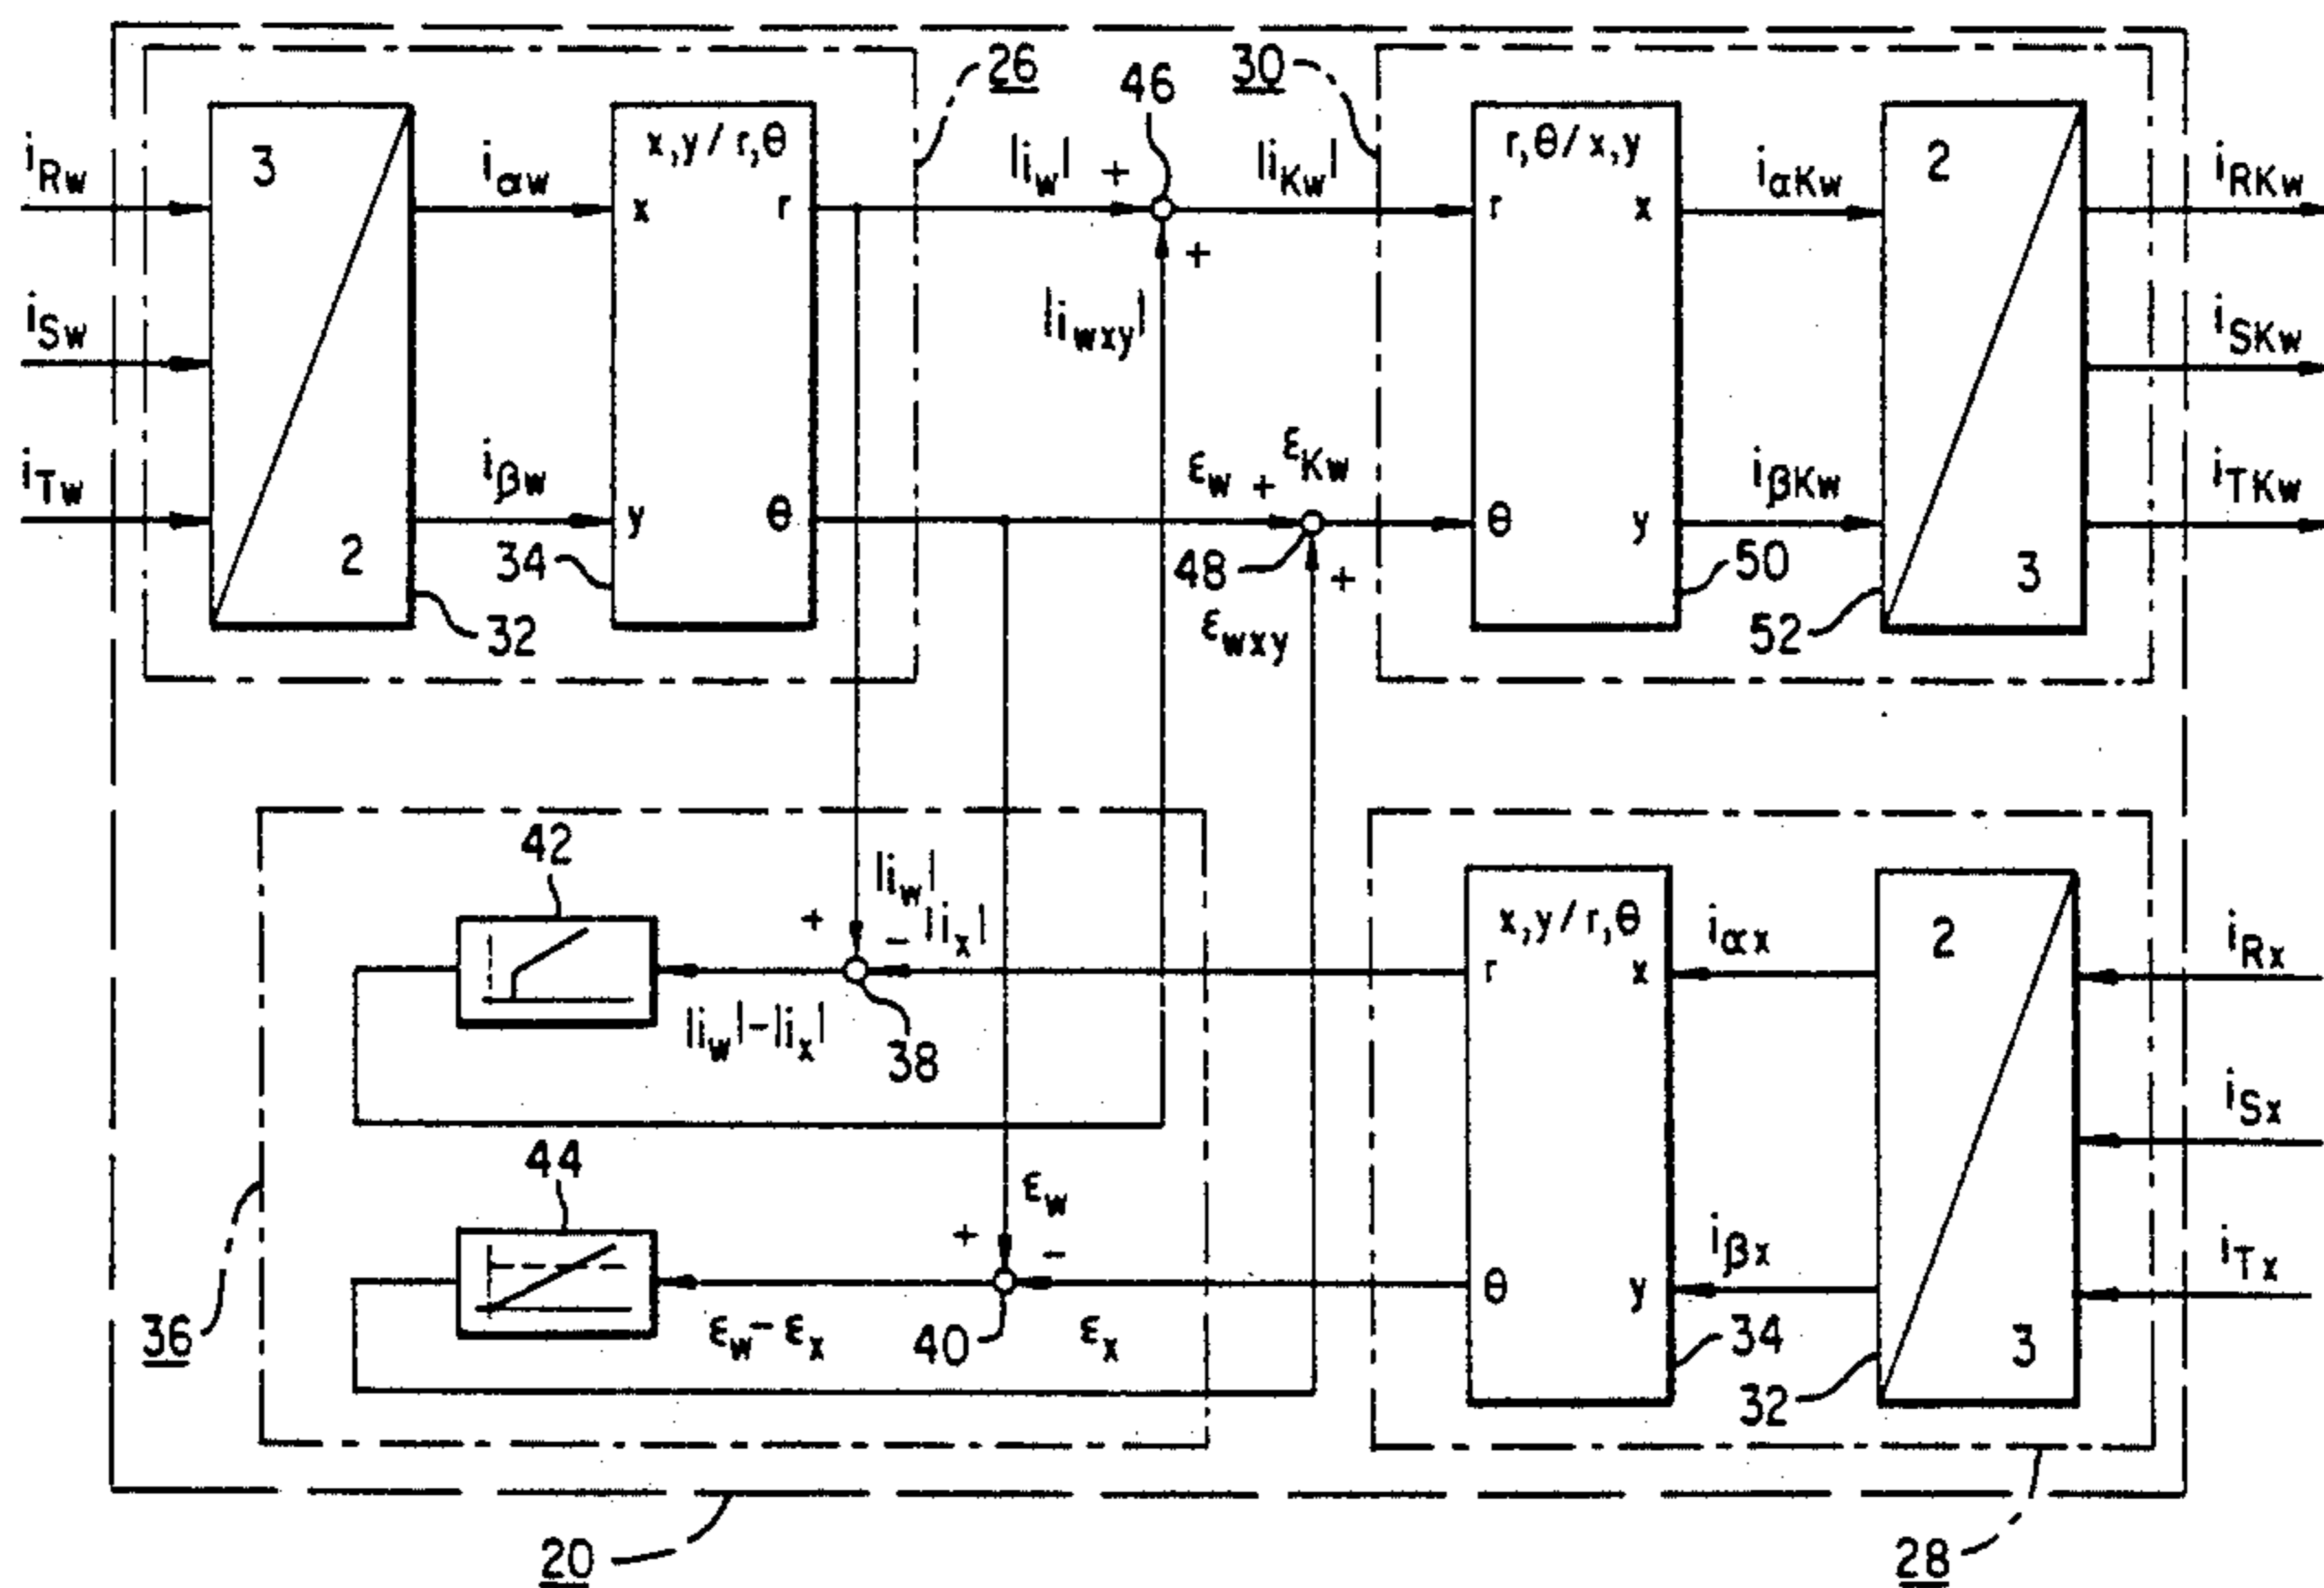 26
46
30
3
x,y / r,θ
|i_w| +
|i_Kw|
r,θ / x,y
2
i_Rw
i_αw
x
r
r
x
i_αKw
i_RKw
+
|i_wxy|
i_Sw
i_SKw
i_Tw
i_βw
y
θ
ε_w +
ε_Kw
θ
y
i_βKw
i_TKw
2
34
48
+
50
3
32
ε_wxy
52
42
|i_w|
+
- |i_x|
x,y / r,θ
i_αx
2
i_Rx
r
x
|i_w|-|i_x|
38
i_Sx
44
ε_w
+
-
i_βx
i_Tx
θ
y
36
ε_w-ε_x
40
ε_x
34
3
32
20
28